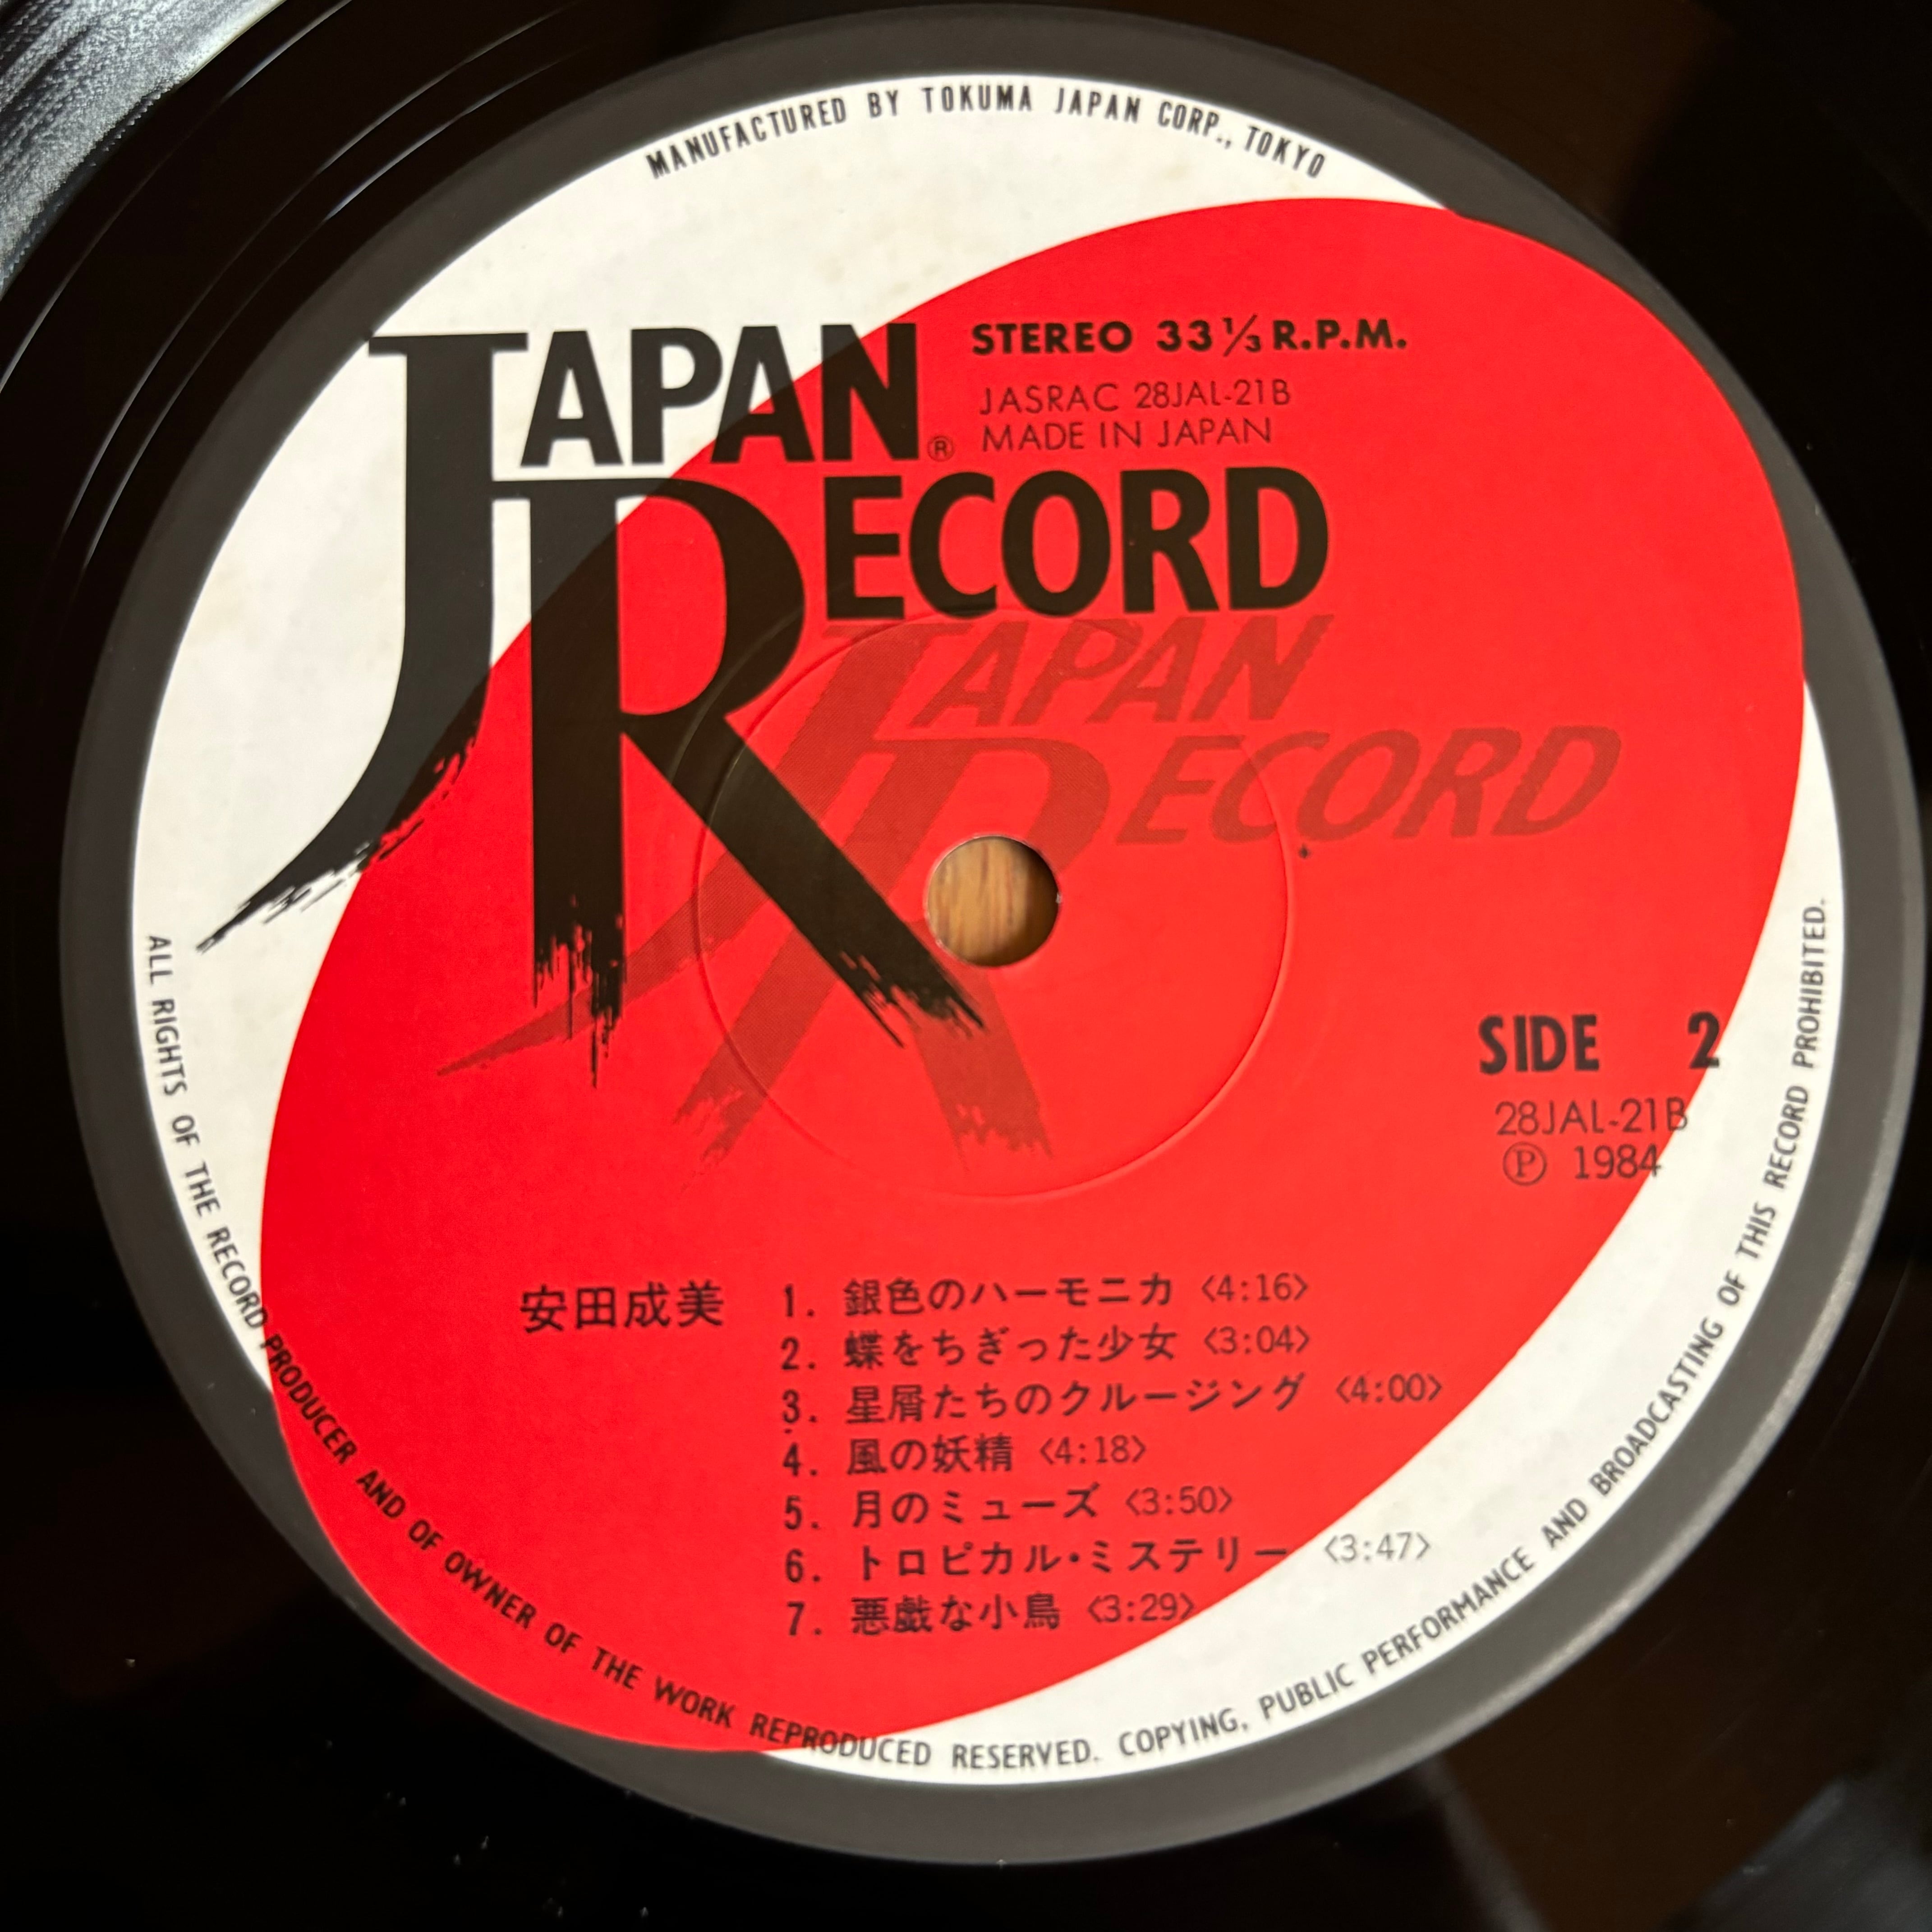 MANUFACTURED BY TOKUMA JAPAN CORP., TOKYO
JAPAN
RECORD
®
STEREO 33 1/3 R.P.M.
JASRAC 28JAL-21B
MADE IN JAPAN
JAPAN
RECORD
SIDE 2
28JAL-21B
Ⓟ 1984
安田成美
1. 銀色のハーモニカ 〈4:16〉
2. 蝶をちぎった少女 〈3:04〉
3. 星屑たちのクルージング 〈4:00〉
4. 風の妖精 〈4:18〉
5. 月のミューズ 〈3:50〉
6. トロピカル・ミステリー 〈3:47〉
7. 悪戯な小鳥 〈3:29〉
ALL RIGHTS OF THE RECORD PRODUCER AND OF OWNER OF THE WORK REPRODUCED RESERVED. COPYING, PUBLIC PERFORMANCE AND BROADCASTING OF THIS RECORD PROHIBITED.